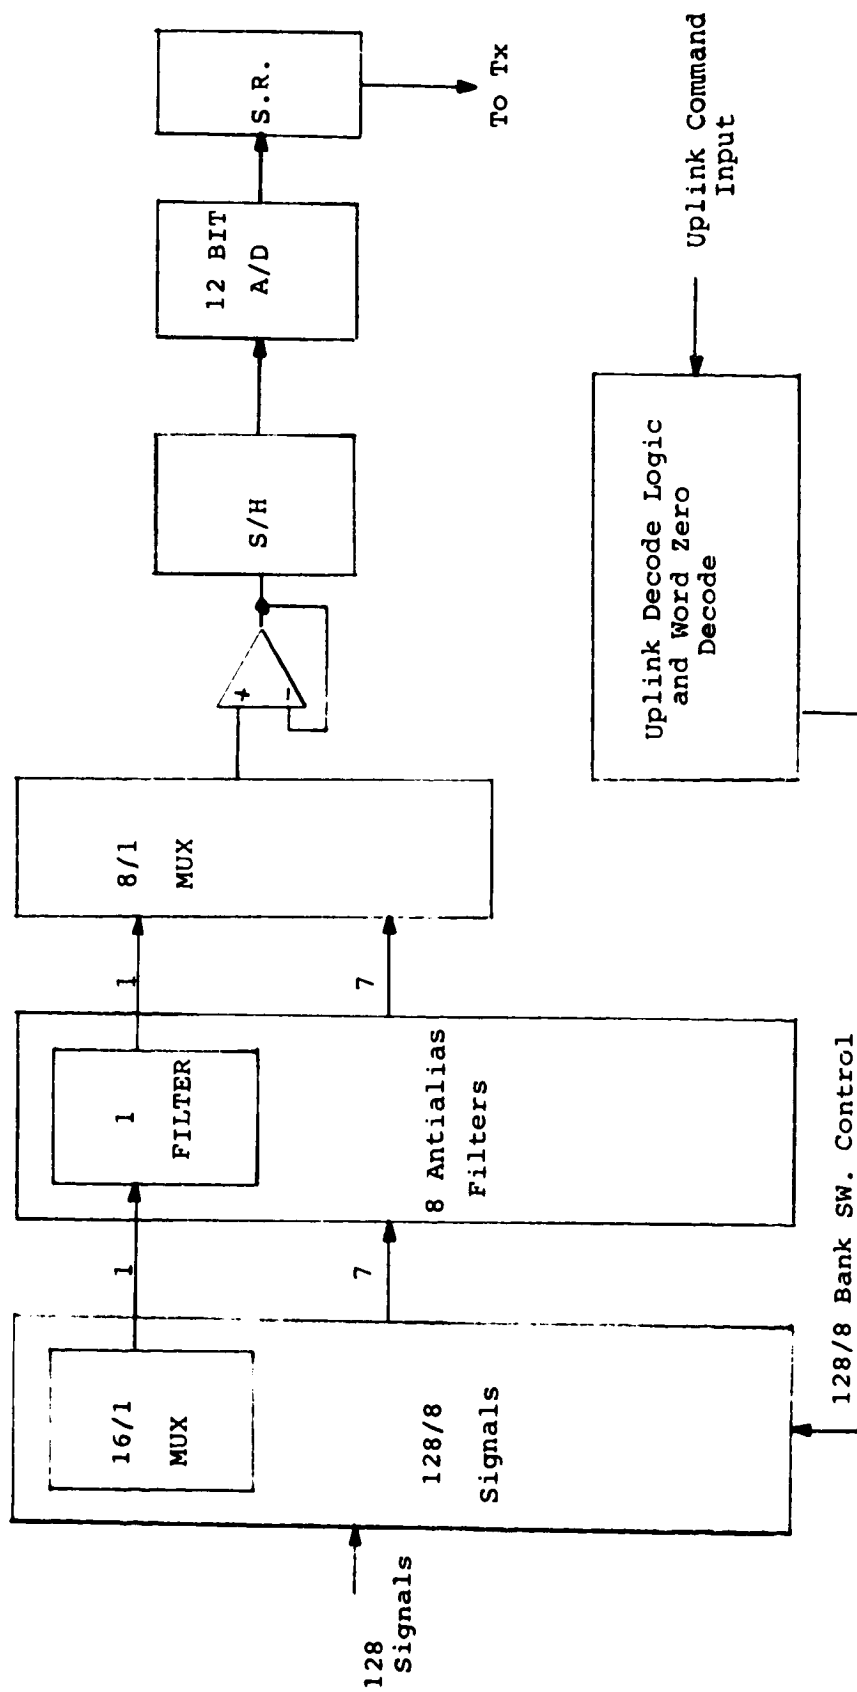 128
Signals
16/1
MUX
128/8
Signals
1
7
1
FILTER
8 Antialias
Filters
1
7
8/1
MUX
+
-
S/H
12 BIT
A/D
S.R.
To Tx
128/8 Bank SW. Control
Uplink Decode Logic
and Word Zero
Decode
Uplink Command
Input